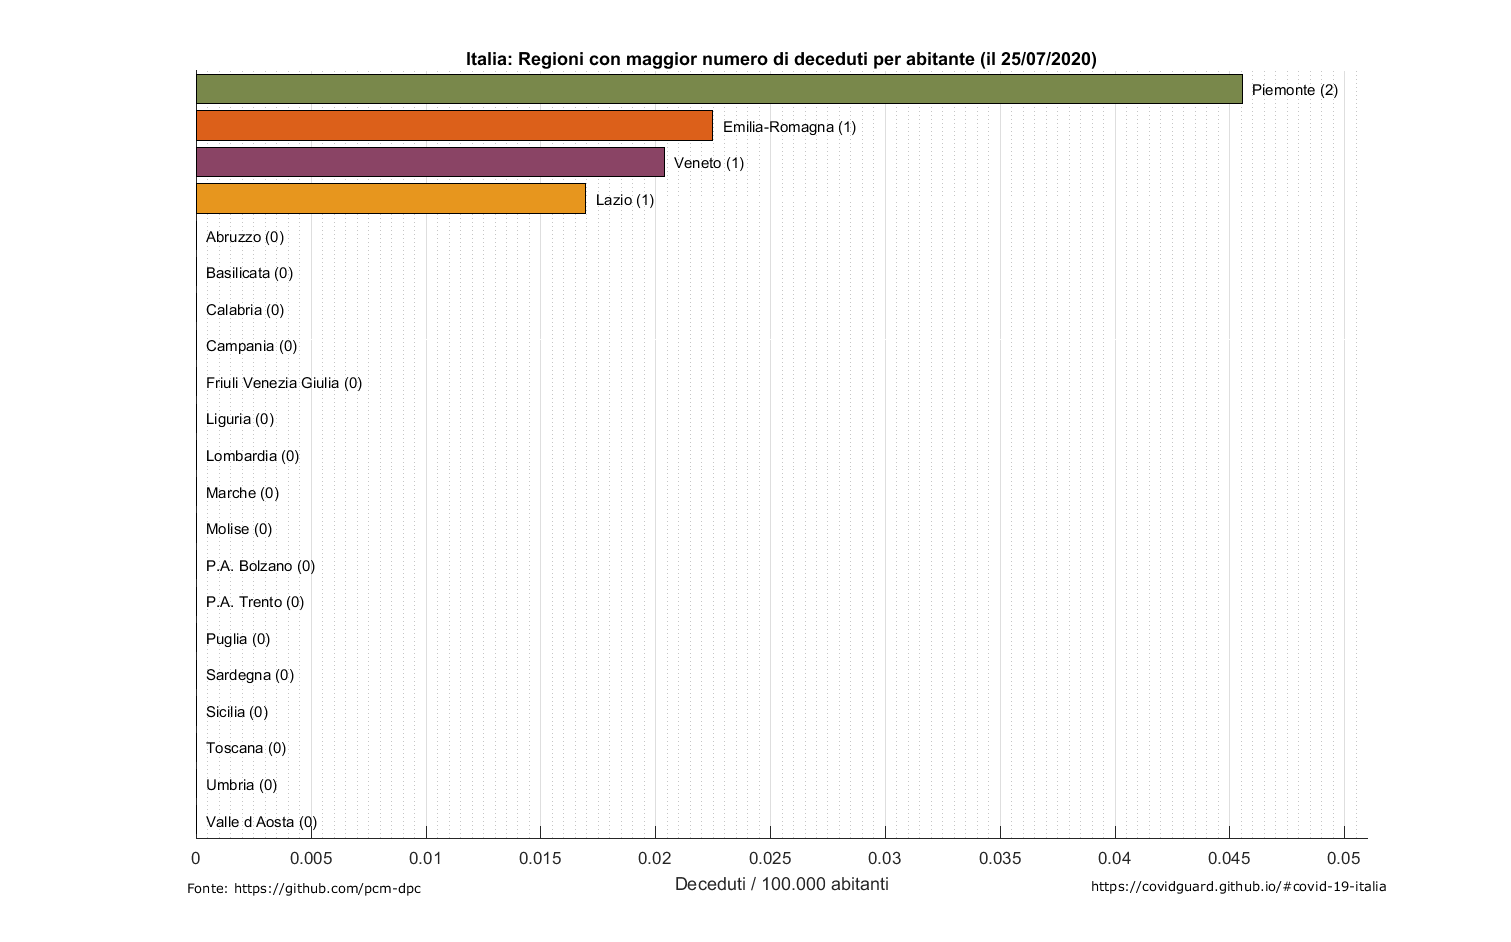 Italia: Regioni con maggior numero di deceduti per abitante (il 25/07/2020)
Piemonte (2)
Emilia-Romagna (1)
Veneto (1)
Lazio (1)
Abruzzo (0)
Basilicata (0)
Calabria (0)
Campania (0)
Friuli Venezia Giulia (0)
Liguria (0)
Lombardia (0)
Marche (0)
Molise (0)
P.A. Bolzano (0)
P.A. Trento (0)
Puglia (0)
Sardegna (0)
Sicilia (0)
Toscana (0)
Umbria (0)
Valle d Aosta (0)
0 0.005 0.01 0.015 0.02 0.025 0.03 0.035 0.04 0.045 0.05
Deceduti / 100.000 abitanti
Fonte: https://github.com/pcm-dpc
https://covidguard.github.io/#covid-19-italia